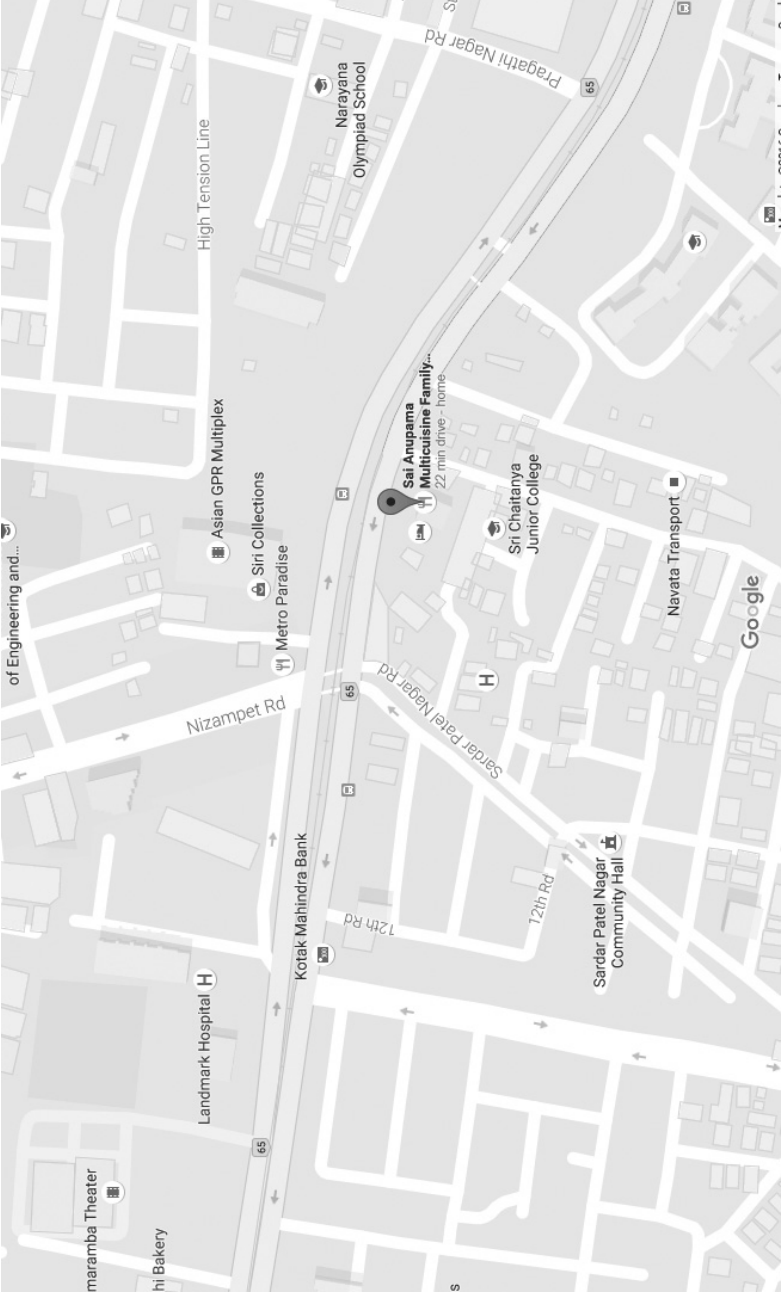 of Engineering and...
High Tension Line
Narayana
Olympiad School
Pragathi Nagar Rd
65
Asian GPR Multiplex
Siri Collections
Metro Paradise
Nizampet Rd
65
Sai Anupama
Multicuisine Family...
22 min drive - home
Sri Chaitanya
Junior College
Navata Transport
Google
Sardar Patel Nagar Rd
Kotak Mahindra Bank
12th Rd
12th Rd
Sardar Patel Nagar
Community Hall
Landmark Hospital
H
H
65
maramba Theater
hi Bakery
s